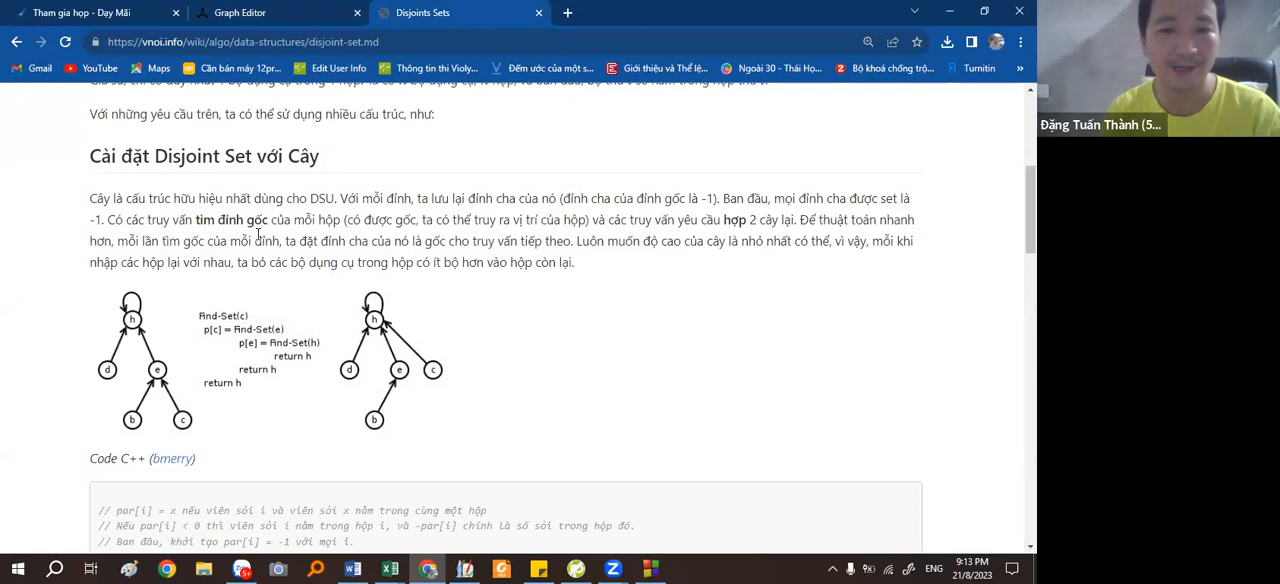 Tham gia họp - Dạy Mãi
Graph Editor
Disjoints Sets
https://vnoi.info/wiki/algo/data-structures/disjoint-set.md
Gmail
YouTube
Maps
Cần bán máy 12pr...
Edit User Info
Thông tin thi Violy...
Đếm ước của một s...
Giới thiệu và Thể lệ...
Ngoài 30 - Thái Họ...
Bộ khoá chống trộ...
Turnitin
»
Với những yêu cầu trên, ta có thể sử dụng nhiều cấu trúc, như:
Cài đặt Disjoint Set với Cây
Cây là cấu trúc hữu hiệu nhất dùng cho DSU. Với mỗi đỉnh, ta lưu lại đỉnh cha của nó (đỉnh cha của đỉnh gốc là -1). Ban đầu, mọi đỉnh cha được set là
-1. Có các truy vấn tìm đỉnh gốc của mỗi hộp (có được gốc, ta có thể truy ra vị trí của hộp) và các truy vấn yêu cầu hợp 2 cây lại. Để thuật toán nhanh
hơn, mỗi lần tìm gốc của mỗi đỉnh, ta đặt đỉnh cha của nó là gốc cho truy vấn tiếp theo. Luôn muốn độ cao của cây là nhỏ nhất có thể, vì vậy, mỗi khi
nhập các hộp lại với nhau, ta bỏ các bộ dụng cụ trong hộp có ít bộ hơn vào hộp còn lại.
h
d
e
b
c
Find-Set(c)
p[c] = Find-Set(e)
p[e] = Find-Set(h)
return h
return h
return h
h
d
e
c
b
Code C++ (bmerry)
// par[i] = x nếu viên sỏi i và viên sỏi x nằm trong cùng một hộp
// Nếu par[i] < 0 thì viên sỏi i nằm trong hộp i, và -par[i] chính là số sỏi trong hộp đó.
// Ban đầu, khởi tạo par[i] = -1 với mọi i.
Đặng Tuấn Thành (5...
ENG
9:13 PM
21/8/2023